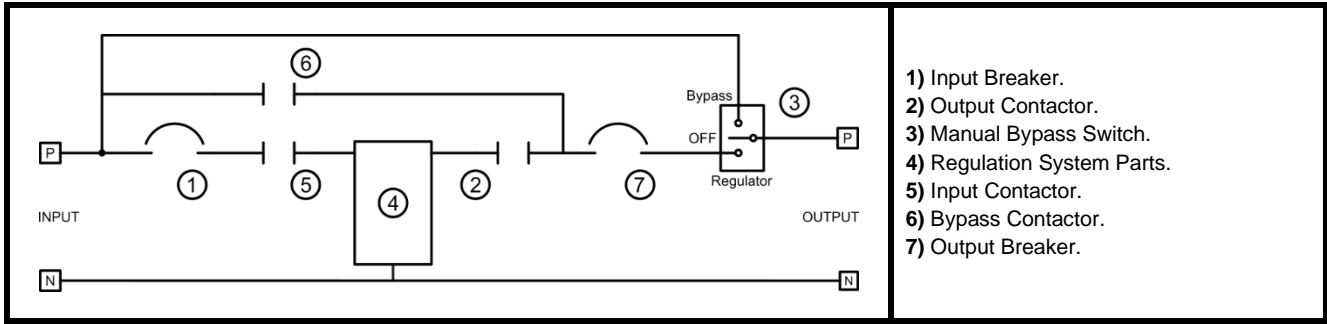 6
Bypass
3
OFF
P
P
1
5
4
2
7
Regulator
INPUT
OUTPUT
N
N
1) Input Breaker.
2) Output Contactor.
3) Manual Bypass Switch.
4) Regulation System Parts.
5) Input Contactor.
6) Bypass Contactor.
7) Output Breaker.